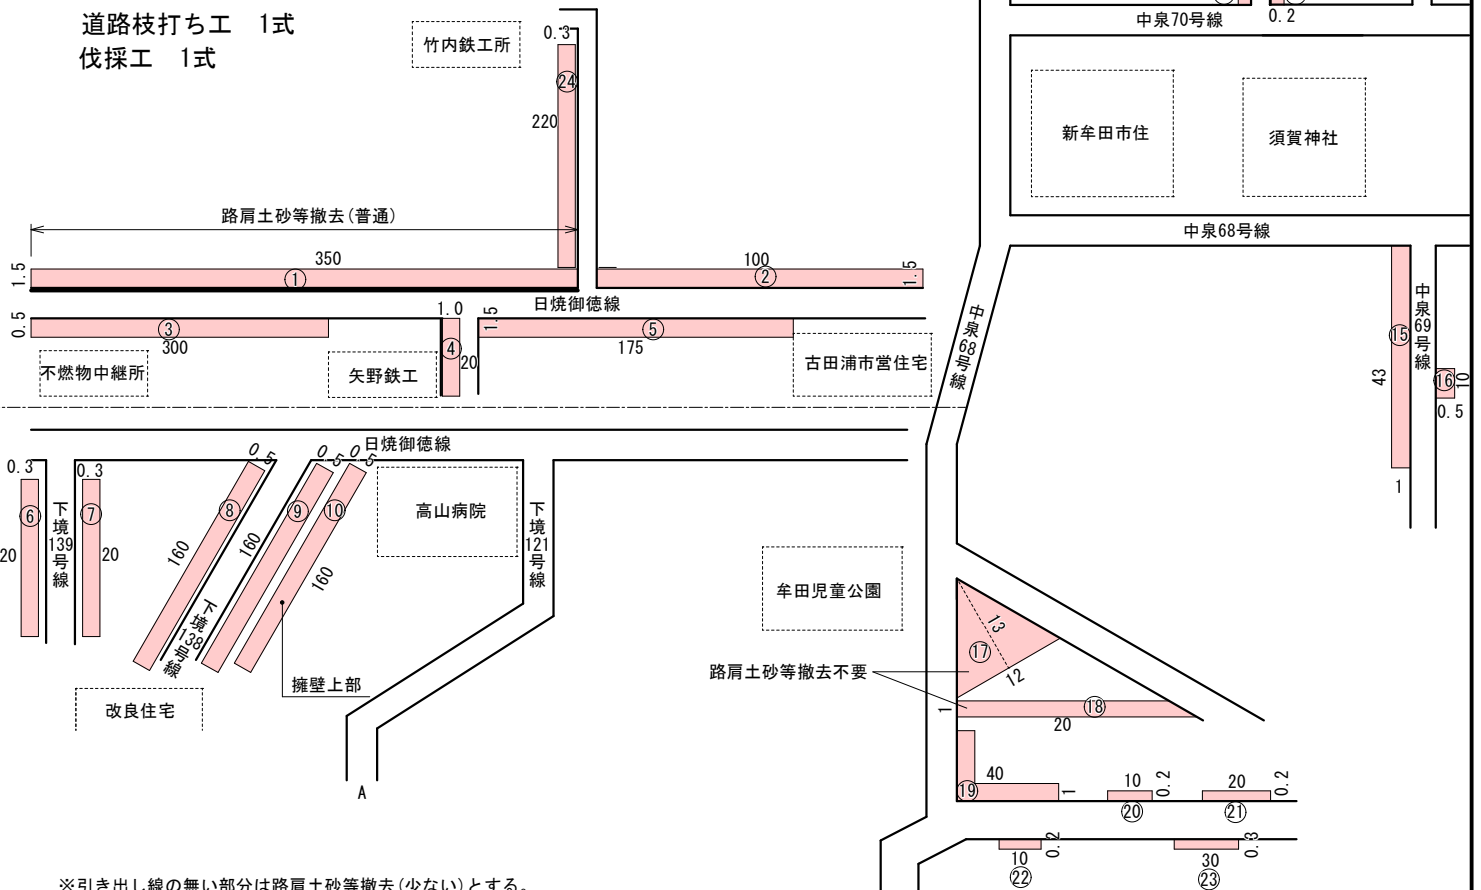 道路枝打ち工 1式
伐採工 1式
竹内鉄工所
0.3
24
220
路肩土砂等撤去(普通)
350
1.5
1
100
2
1.5
日焼御徳線
0.5
3
300
1.0
4
20
1.5
5
175
不燃物中継所
矢野鉄工
古田浦市営住宅
日焼御徳線
0.3
6
20
下境139号線
0.3
7
20
0.5
8
160
下境138号線
0.5
9
160
0.5
10
160
擁壁上部
高山病院
下境121号線
改良住宅
A
中泉70号線
0.2
新牟田市住
須賀神社
中泉68号線
中泉68号線
15
43
1
中泉69号線
16
10
0.5
牟田児童公園
13
17
12
路肩土砂等撤去不要
1
18
20
19
40
1
10
0.2
20
20
0.2
21
10
0.2
22
30
0.3
23
※引き出し線の無い部分は路肩土砂等撤去(少ない)とする。